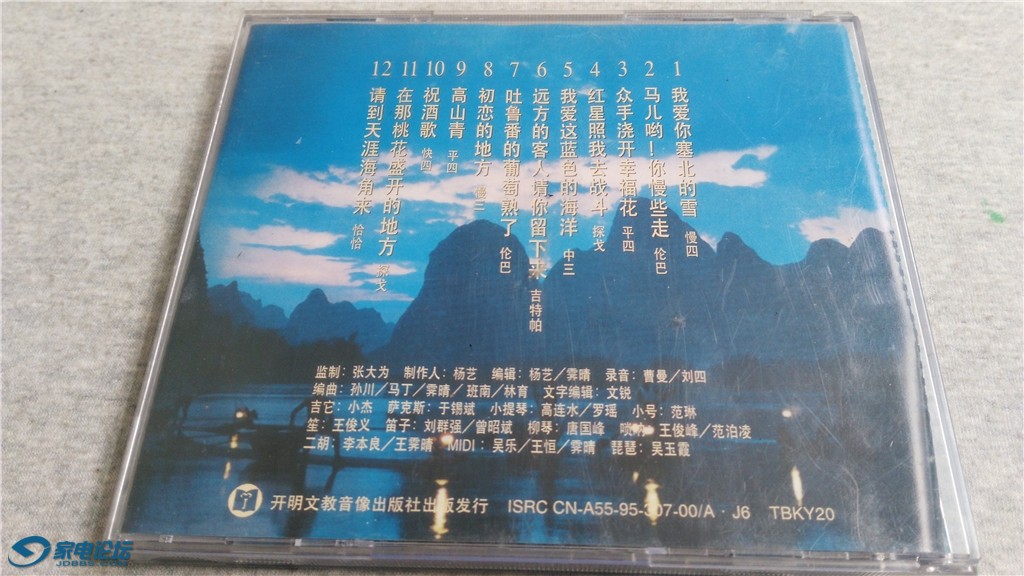 1 我爱你塞北的雪 慢四
2 马儿哟！你慢些走 伦巴
3 众手浇开幸福花 平四
4 红星照我去战斗 探戈
5 我爱这蓝色的海洋 中三
6 远方的客人请你留下来 吉特帕
7 吐鲁番的葡萄熟了 伦巴
8 初恋的地方 慢三
9 高山青 平四
10 祝酒歌 快四
11 在那桃花盛开的地方 探戈
12 请到天涯海角来 恰恰
监制：张大为 制作人：杨艺 编辑：杨艺／霁晴 录音：曹曼／刘四
编曲：孙川／马丁／霁晴／班南／林育 文字编辑：文锐
吉它：小杰 萨克斯：于锡斌 小提琴：高连水／罗瑶 小号：范琳
笙：王俊义 笛子：刘群强／曾昭斌 柳琴：唐国峰 唢呐：王俊峰／范泊凌
二胡：李本良／王霁晴 MIDI：吴乐／王恒／霁晴 琵琶：吴玉霞
开明文教音像出版社出版发行 ISRC CN-A55-95-307-00/A·J6 TBKY20
家电论坛
JDBBS.COM